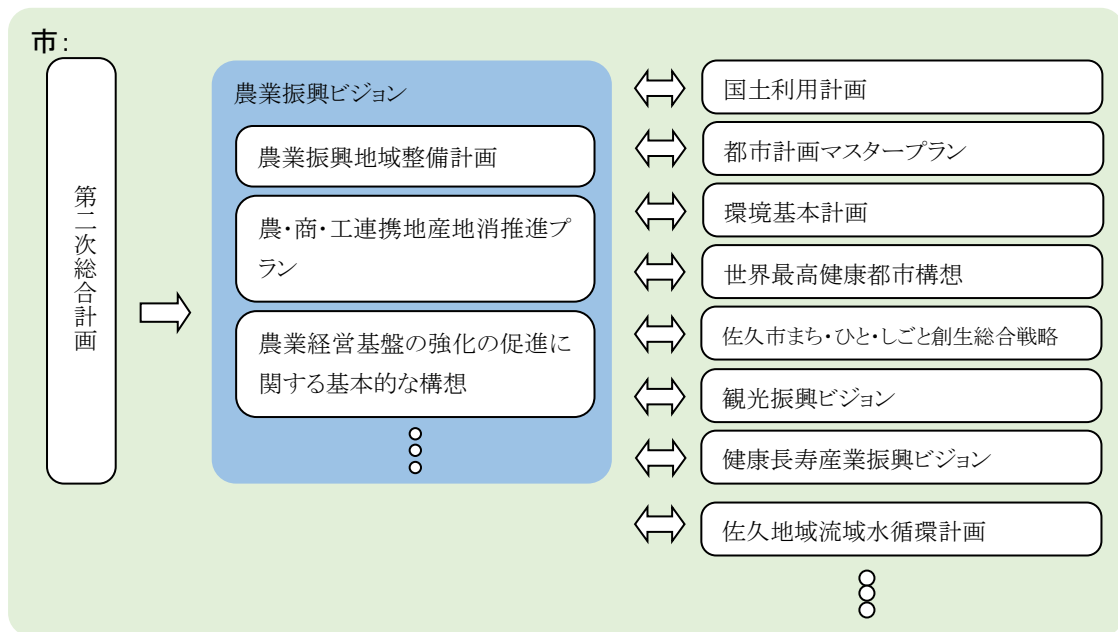 市:
第二次総合計画
農業振興ビジョン
農業振興地域整備計画
農・商・工連携地産地消推進プ
ラン
農業経営基盤の強化の促進に
関する基本的な構想
国土利用計画
都市計画マスタープラン
環境基本計画
世界最高健康都市構想
佐久市まち・ひと・しごと創生総合戦略
観光振興ビジョン
健康長寿産業振興ビジョン
佐久地域流域水循環計画